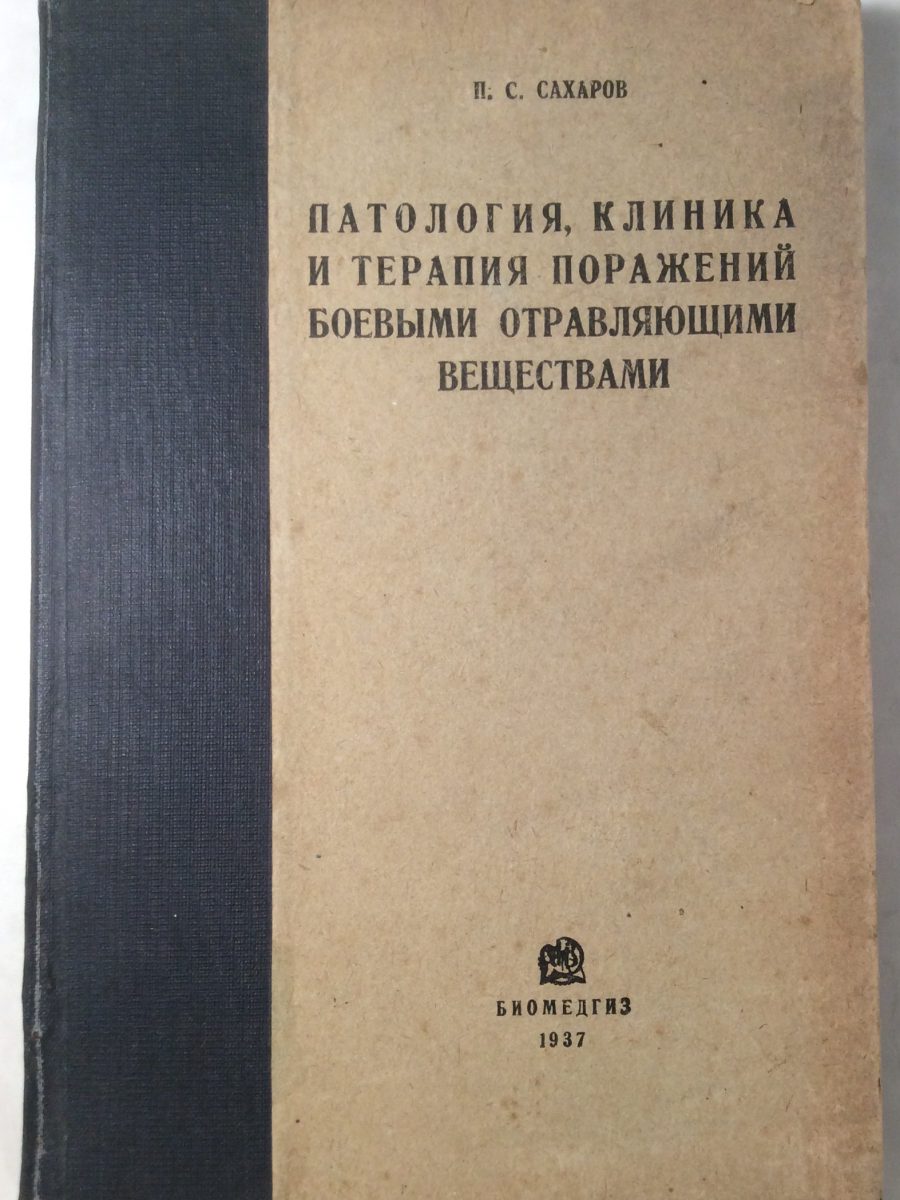 П. С. САХАРОВ
ПАТОЛОГИЯ, КЛИНИКА
И ТЕРАПИЯ ПОРАЖЕНИЙ
БОЕВЫМИ ОТРАВЛЯЮЩИМИ
ВЕЩЕСТВАМИ
БИОМЕДГИЗ
1937